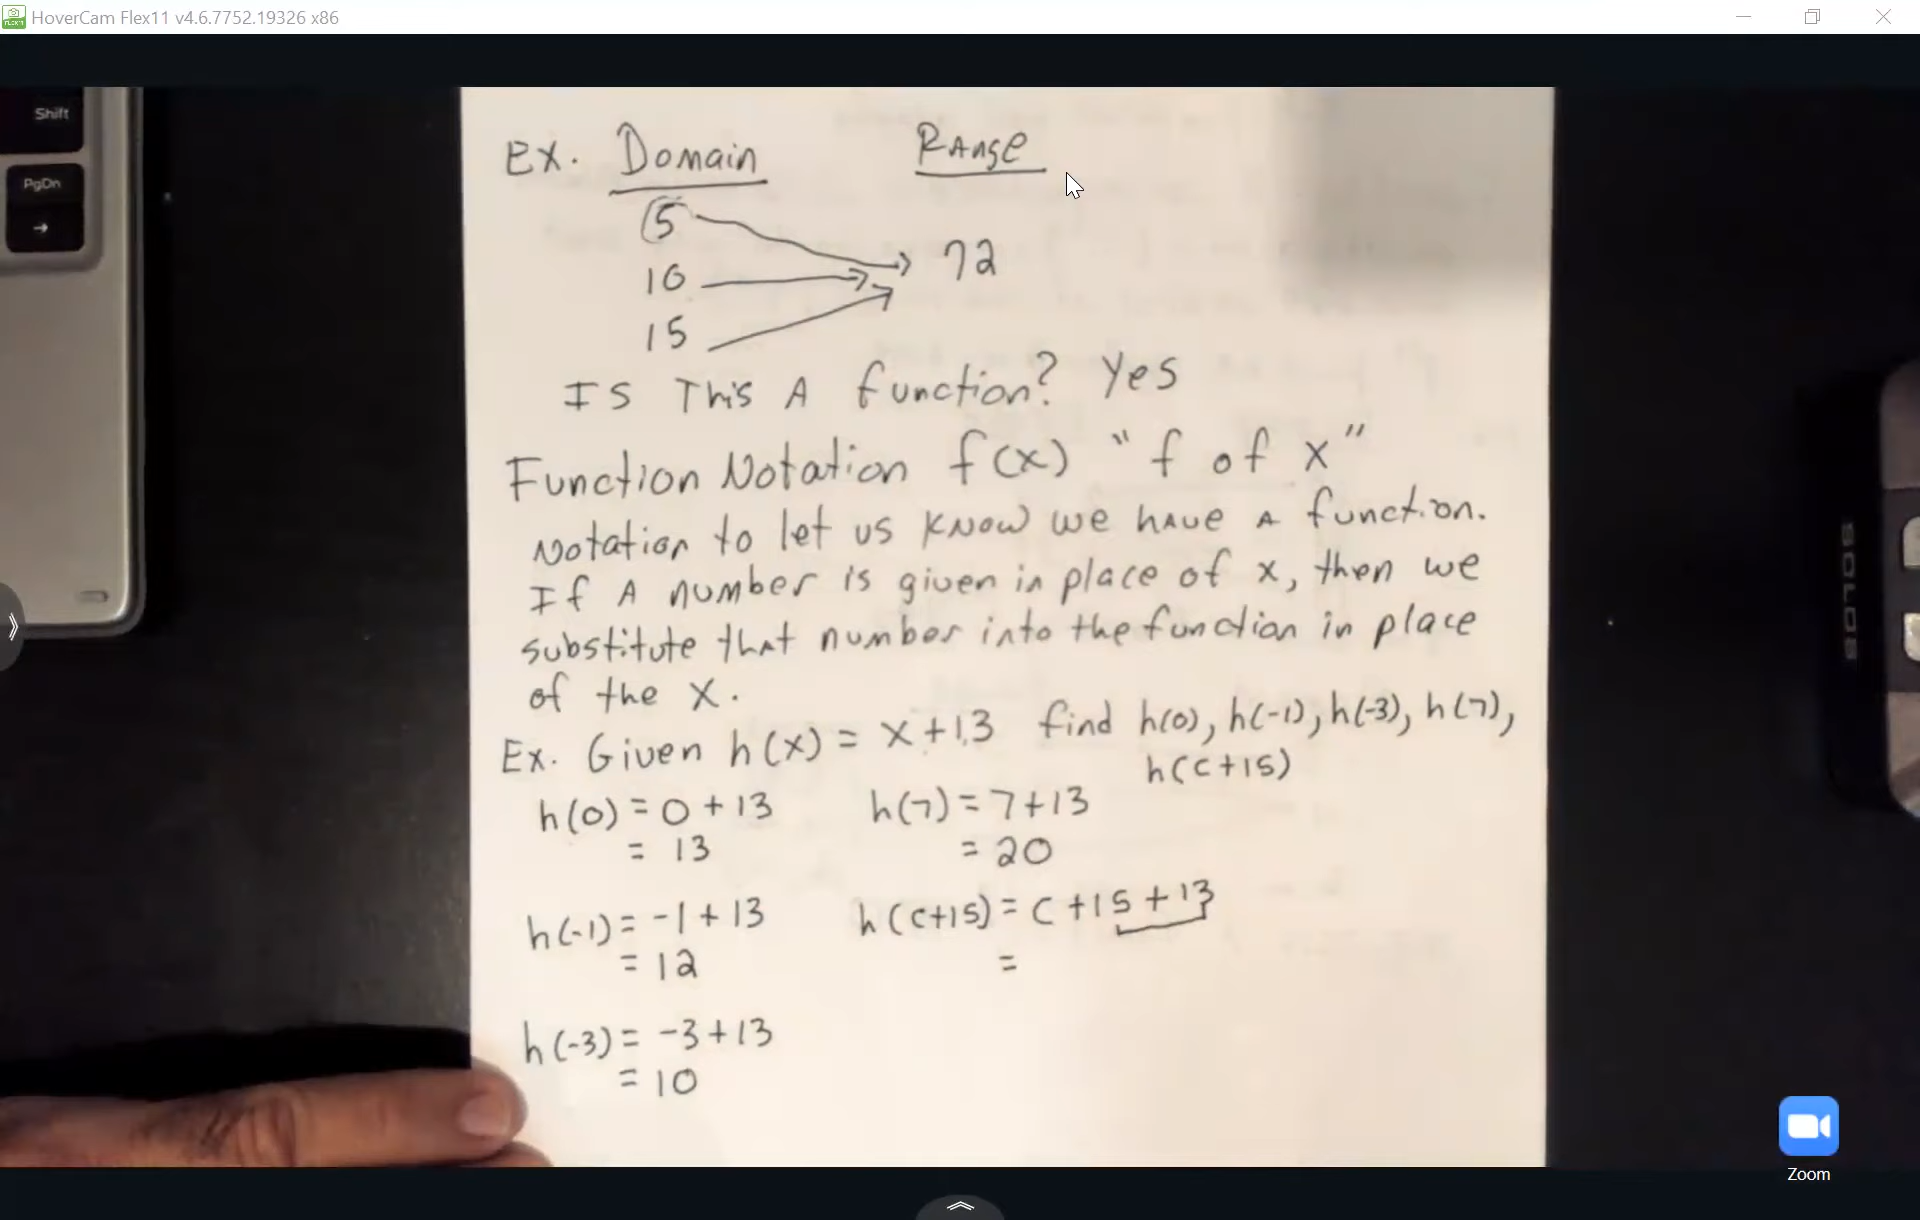 HoverCam Flex11 v4.6.7752.19326 x86
Shift
PgDn
Ex. Domain Range
5
10 72
15
Is This A function? Yes
Function Notation f(x) "f of x"
Notation to let us know we have a function.
If A number is given in place of x, then we
substitute that number into the function in place
of the x.
Ex. Given h(x) = x+13 find h(0), h(-1), h(-3), h(7),
h(c+15)
h(0) = 0 + 13 h(7) = 7+13
= 13 = 20
h(-1) = -1 + 13 h(c+15) = c + 15 + 13
= 12 =
h(-3) = -3 + 13
= 10
Zoom